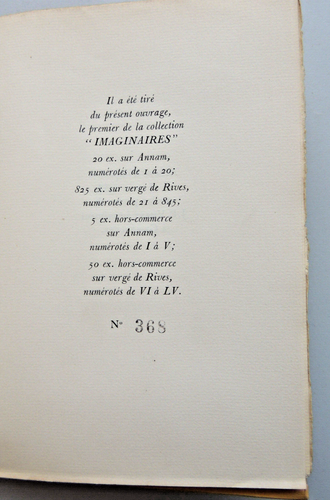 Il a été tiré
du présent ouvrage,
le premier de la collection
"IMAGINAIRES"
20 ex. sur Annam,
numérotés de 1 à 20;
825 ex. sur vergé de Rives,
numérotés de 21 à 845;
5 ex. hors-commerce
sur Annam,
numérotés de I à V;
50 ex. hors-commerce
sur vergé de Rives,
numérotés de VI à LV.
N° 368